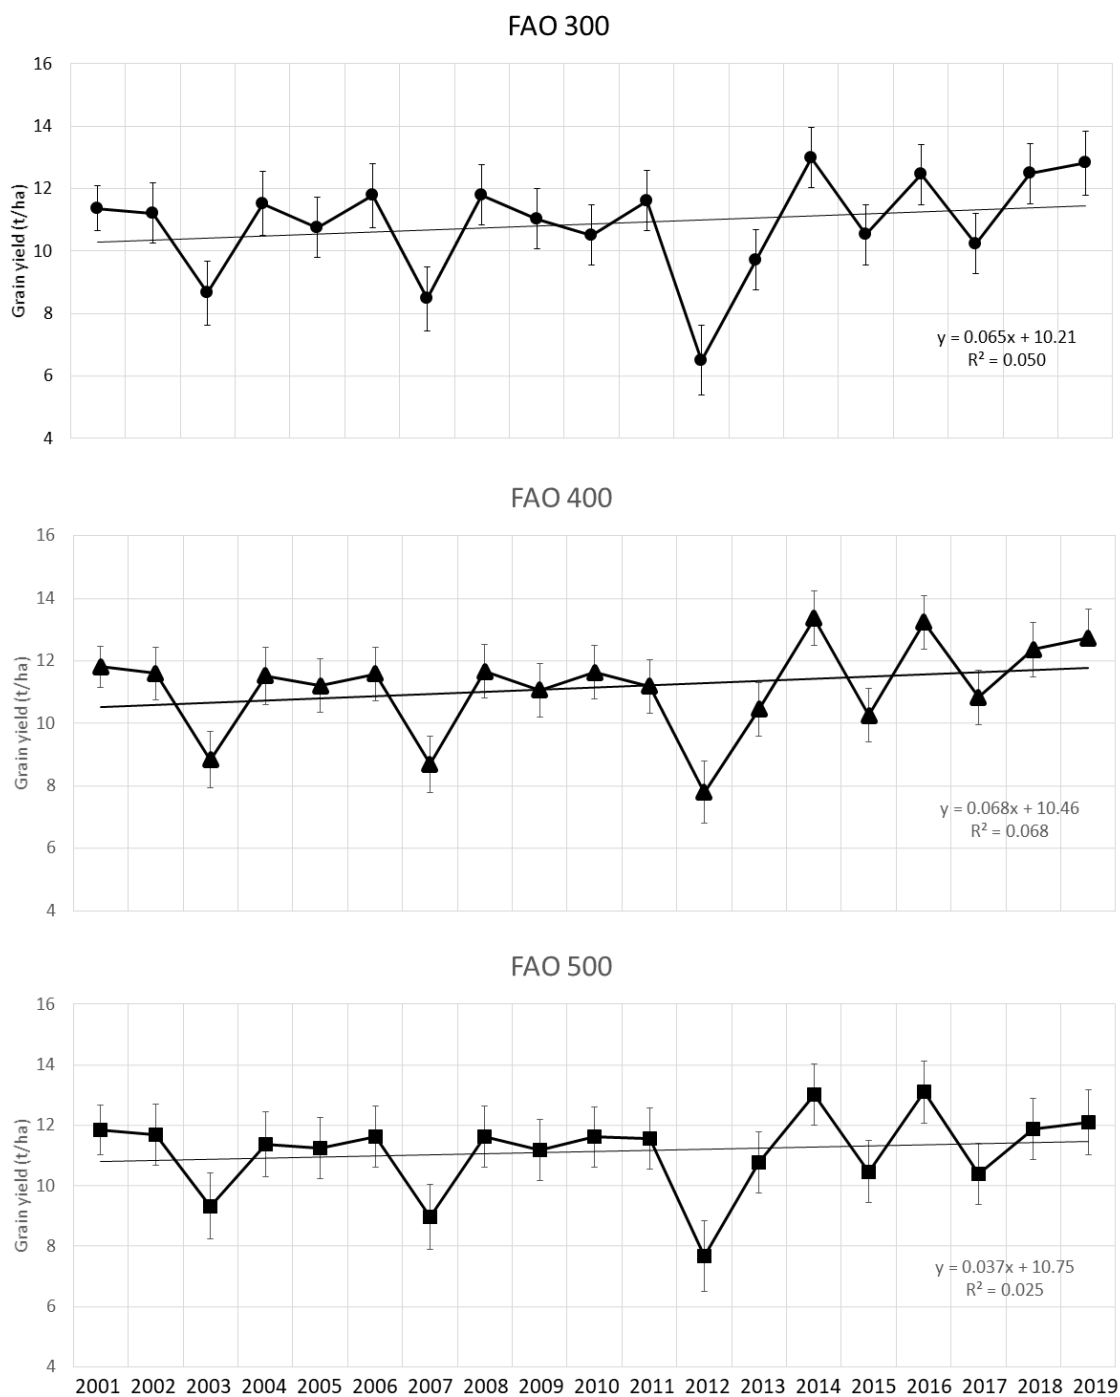 FAO 300
16
14
12
10
8
6
4
Grain yield (t/ha)
y = 0.065x + 10.21
R² = 0.050
FAO 400
16
14
12
10
8
6
4
Grain yield (t/ha)
y = 0.068x + 10.46
R² = 0.068
FAO 500
16
14
12
10
8
6
4
Grain yield (t/ha)
y = 0.037x + 10.75
R² = 0.025
2001 2002 2003 2004 2005 2006 2007 2008 2009 2010 2011 2012 2013 2014 2015 2016 2017 2018 2019